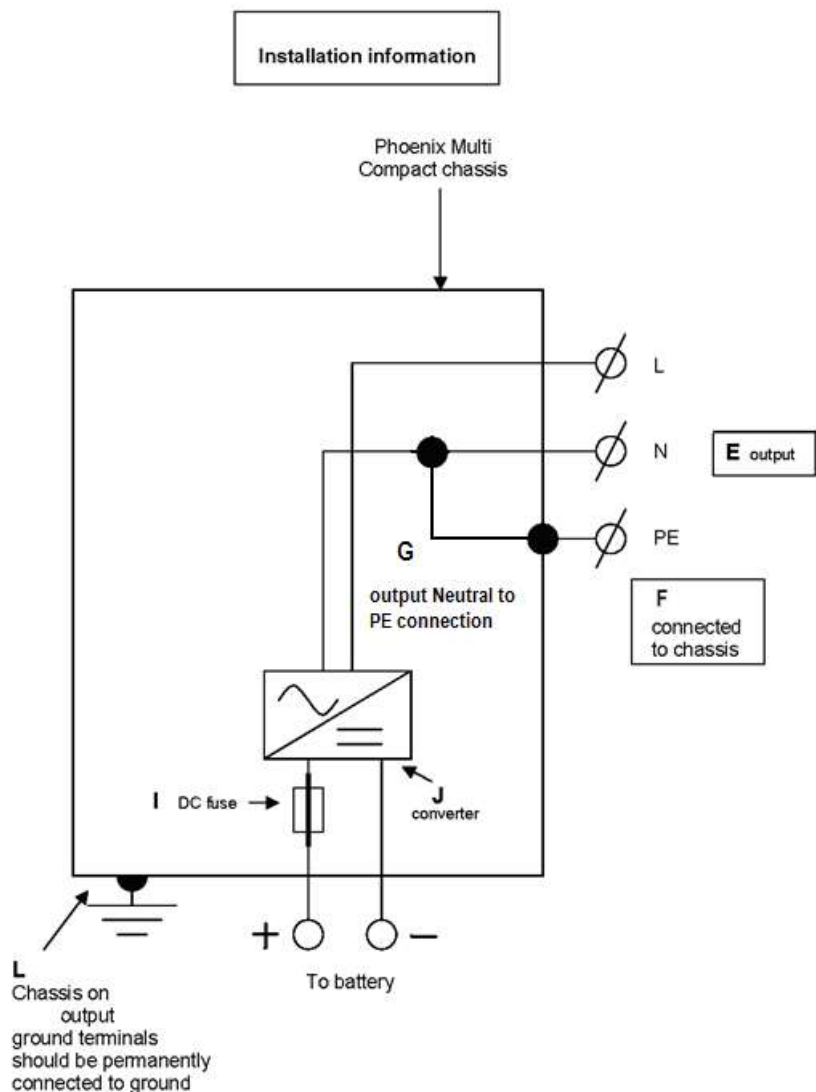 Installation information
Phoenix Multi
Compact chassis
L
N
E output
PE
G
output Neutral to
PE connection
F
connected
to chassis
I DC fuse
J
converter
+
−
To battery
L
Chassis on
output
ground terminals
should be permanently
connected to ground